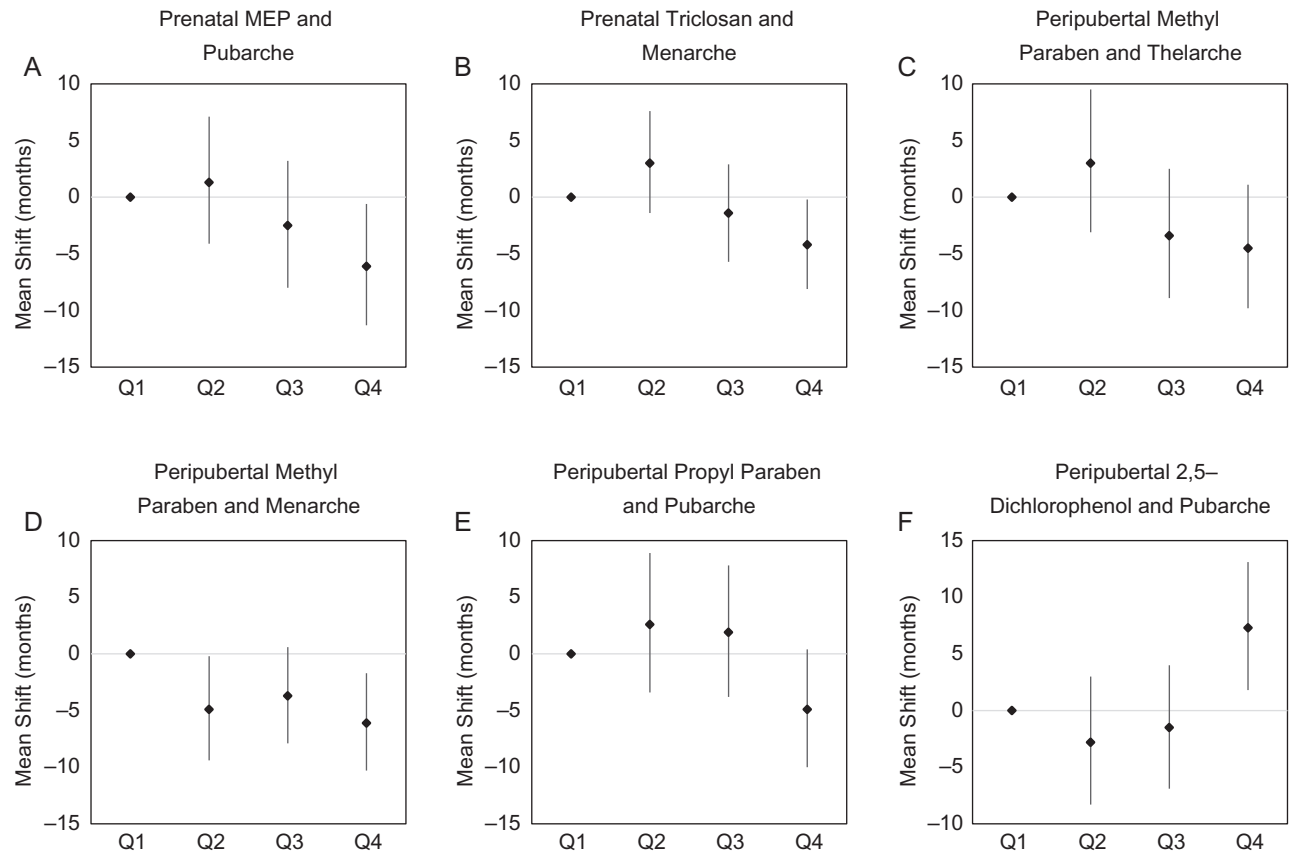 Prenatal MEP and
Pubarche
A
Mean Shift (months)
10
5
0
–5
–10
–15
Q1 Q2 Q3 Q4
Prenatal Triclosan and
Menarche
B
Mean Shift (months)
10
5
0
–5
–10
–15
Q1 Q2 Q3 Q4
Peripubertal Methyl
Paraben and Thelarche
C
Mean Shift (months)
10
5
0
–5
–10
–15
Q1 Q2 Q3 Q4
Peripubertal Methyl
Paraben and Menarche
D
Mean Shift (months)
10
5
0
–5
–10
–15
Q1 Q2 Q3 Q4
Peripubertal Propyl Paraben
and Pubarche
E
Mean Shift (months)
10
5
0
–5
–10
–15
Q1 Q2 Q3 Q4
Peripubertal 2,5–
Dichlorophenol and Pubarche
F
Mean Shift (months)
15
10
5
0
–5
–10
Q1 Q2 Q3 Q4